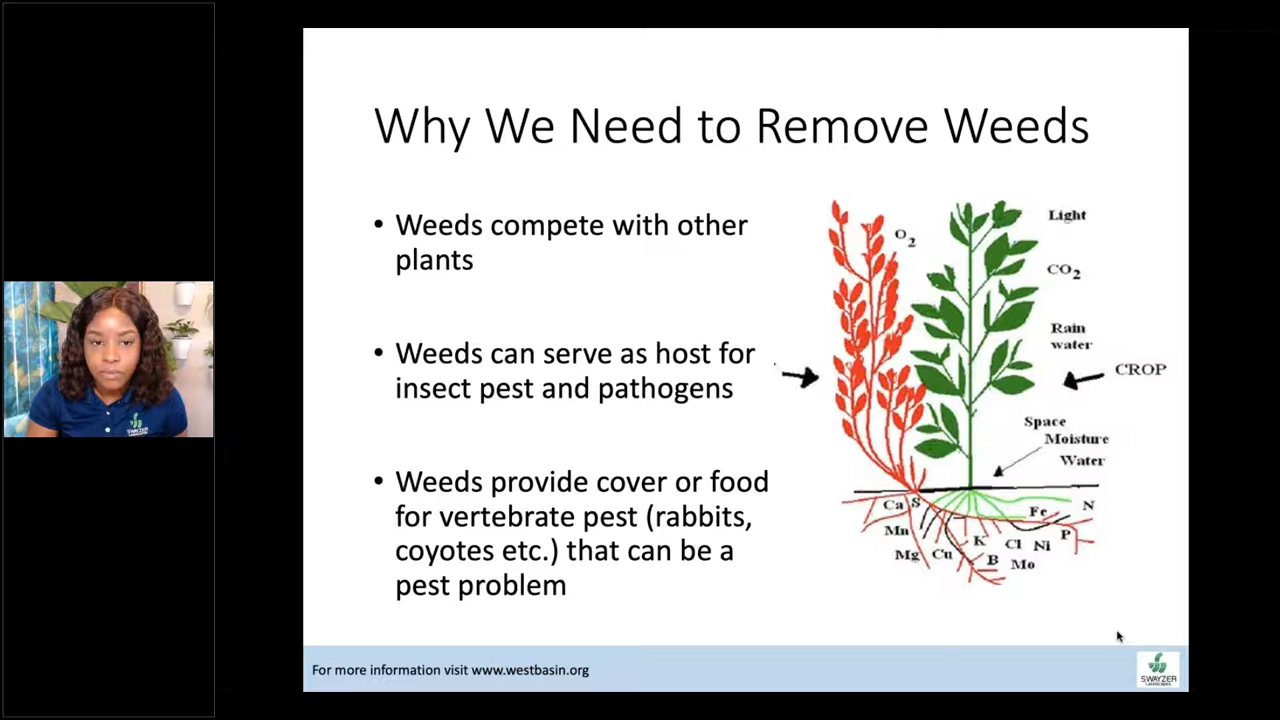 Why We Need to Remove Weeds
• Weeds compete with other
plants
• Weeds can serve as host for
insect pest and pathogens
• Weeds provide cover or food
for vertebrate pest (rabbits,
coyotes etc.) that can be a
pest problem
O2
Light
CO2
Rain
water
CROP
Space
Moisture
Water
Ca S
Fe N
Mn
K Cl Ni P
Mg Cu
B Mo
For more information visit www.westbasin.org
SWAYZER
LANDSCAPES
SWAYZER